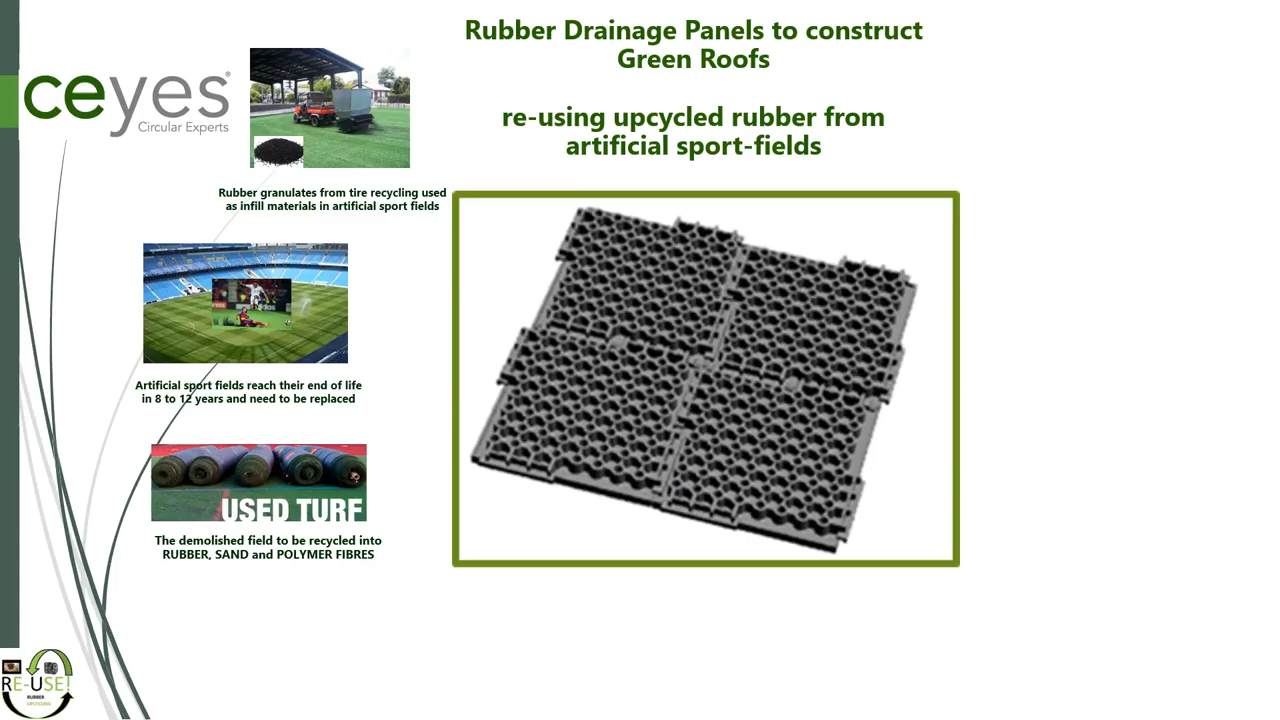 Rubber Drainage Panels to construct
Green Roofs
re-using upcycled rubber from
artificial sport-fields
ceyes®
Circular Experts
Rubber granulates from tire recycling used
as infill materials in artificial sport fields
Artificial sport fields reach their end of life
in 8 to 12 years and need to be replaced
USED TURF
The demolished field to be recycled into
RUBBER, SAND and POLYMER FIBRES
RE-USE!
RUBBER
UPCYCLING